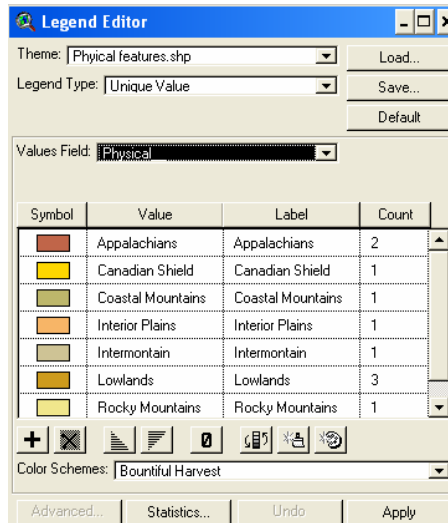 Legend Editor
Theme: Phyical features.shp
Load...
Legend Type: Unique Value
Save...
Default
Values Field: Physical
Symbol Value Label Count
Appalachians Appalachians 2
Canadian Shield Canadian Shield 1
Coastal Mountains Coastal Mountains 1
Interior Plains Interior Plains 1
Intermontain Intermontain 1
Lowlands Lowlands 3
Rocky Mountains Rocky Mountains 1
Color Schemes: Bountiful Harvest
Advanced... Statistics... Undo Apply